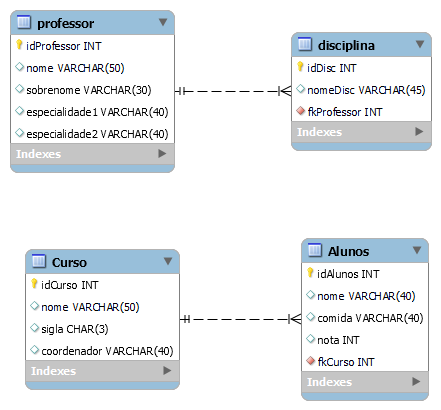 professor
idProfessor INT
nome VARCHAR(50)
sobrenome VARCHAR(30)
especialidade1 VARCHAR(40)
especialidade2 VARCHAR(40)
Indexes
disciplina
idDisc INT
nomeDisc VARCHAR(45)
fkProfessor INT
Indexes
Curso
idCurso INT
nome VARCHAR(50)
sigla CHAR(3)
coordenador VARCHAR(40)
Indexes
Alunos
idAlunos INT
nome VARCHAR(40)
comida VARCHAR(40)
nota INT
fkCurso INT
Indexes